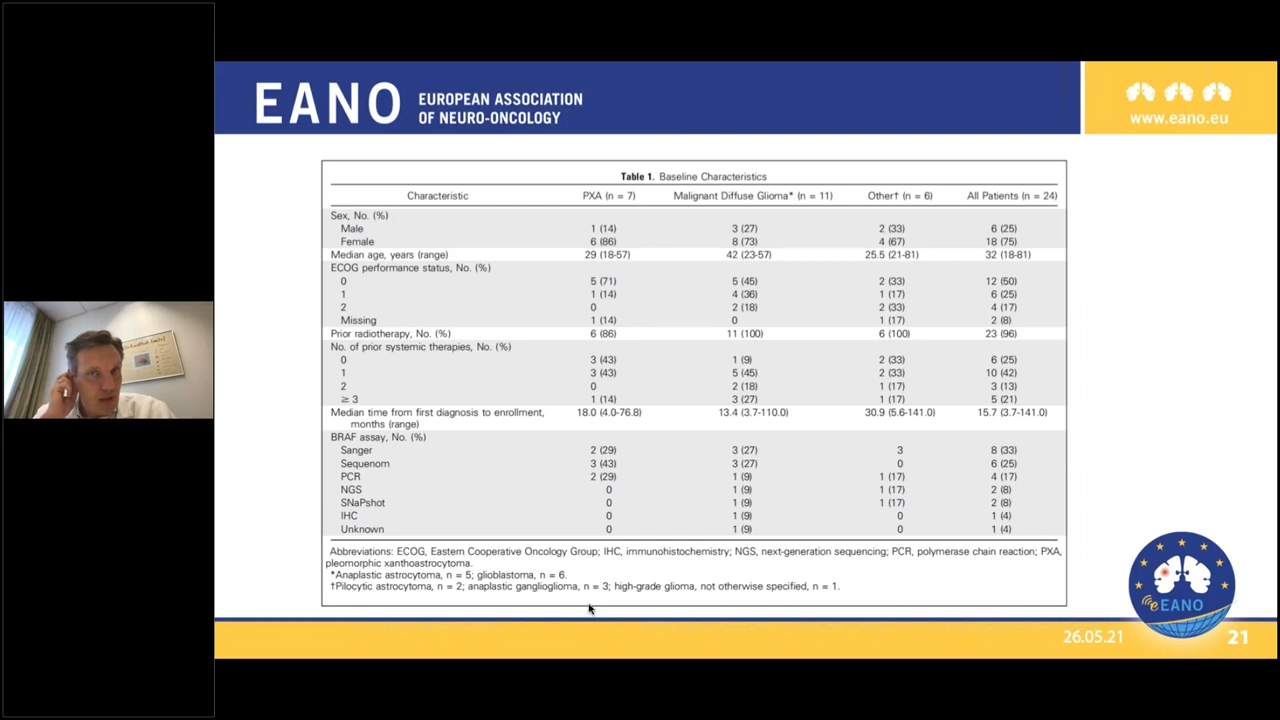 EANO
EUROPEAN ASSOCIATION
OF NEURO-ONCOLOGY
www.eano.eu
Table 1. Baseline Characteristics
Characteristic PXA (n = 7) Malignant Diffuse Glioma* (n = 11) Other† (n = 6) All Patients (n = 24)
Sex, No. (%)
Male 1 (14) 3 (27) 2 (33) 6 (25)
Female 6 (86) 8 (73) 4 (67) 18 (75)
Median age, years (range) 29 (18-57) 42 (23-57) 25.5 (21-81) 32 (18-81)
ECOG performance status, No. (%)
0 5 (71) 5 (45) 2 (33) 12 (50)
1 1 (14) 4 (36) 1 (17) 6 (25)
2 0 2 (18) 2 (33) 4 (17)
Missing 1 (14) 0 1 (17) 2 (8)
Prior radiotherapy, No. (%) 6 (86) 11 (100) 6 (100) 23 (96)
No. of prior systemic therapies, No. (%)
0 3 (43) 1 (9) 2 (33) 6 (25)
1 3 (43) 5 (45) 2 (33) 10 (42)
2 0 2 (18) 1 (17) 3 (13)
≥ 3 1 (14) 3 (27) 1 (17) 5 (21)
Median time from first diagnosis to enrollment, 18.0 (4.0-76.8) 13.4 (3.7-110.0) 30.9 (5.6-141.0) 15.7 (3.7-141.0)
months (range)
BRAF assay, No. (%)
Sanger 2 (29) 3 (27) 3 8 (33)
Sequenom 3 (43) 3 (27) 0 6 (25)
PCR 2 (29) 1 (9) 1 (17) 4 (17)
NGS 0 1 (9) 1 (17) 2 (8)
SNaPshot 0 1 (9) 1 (17) 2 (8)
IHC 0 1 (9) 0 1 (4)
Unknown 0 1 (9) 0 1 (4)
Abbreviations: ECOG, Eastern Cooperative Oncology Group; IHC, immunohistochemistry; NGS, next-generation sequencing; PCR, polymerase chain reaction; PXA,
pleomorphic xanthoastrocytoma.
*Anaplastic astrocytoma, n = 5; glioblastoma, n = 6.
†Pilocytic astrocytoma, n = 2; anaplastic ganglioglioma, n = 3; high-grade glioma, not otherwise specified, n = 1.
eEANO
26.05.21 21